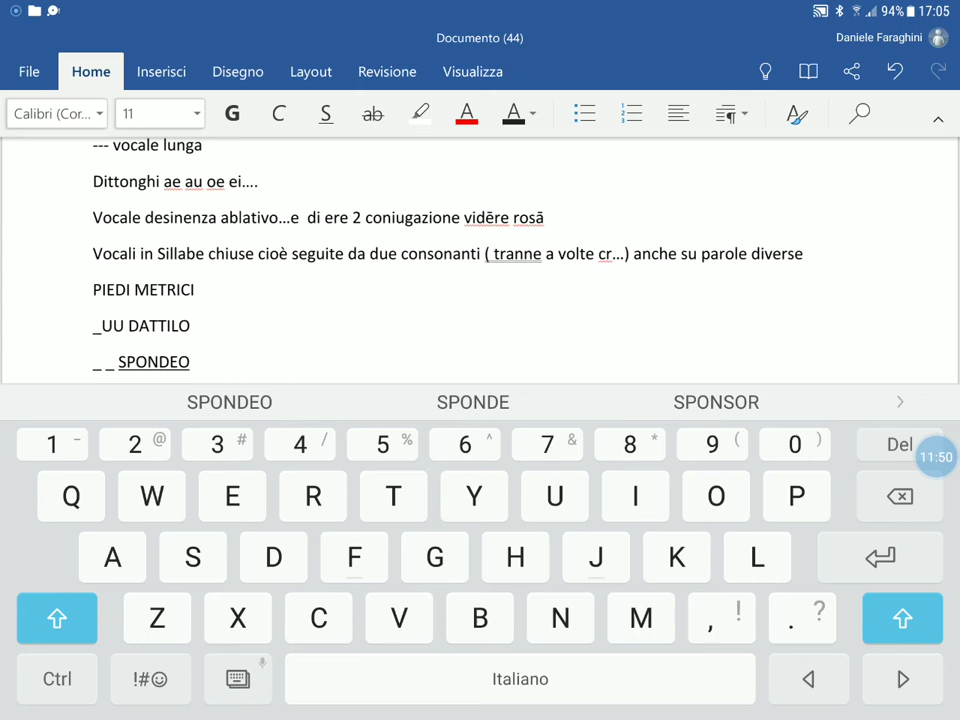 94% 17:05
Documento (44)
Daniele Faraghini
File Home Inserisci Disegno Layout Revisione Visualizza
Calibri (Cor... 11 G C S ab A A
--- vocale lunga
Dittonghi ae au oe ei....
Vocale desinenza ablativo...e  di ere 2 coniugazione vidēre rosā
Vocali in Sillabe chiuse cioè seguite da due consonanti ( tranne a volte cr...) anche su parole diverse
PIEDI METRICI
_UU DATTILO
_ _ SPONDEO
SPONDEO SPONDE SPONSOR
1 - 2 @ 3 # 4 / 5 % 6 ^ 7 & 8 * 9 ( 0 ) Del
11:50
Q W E R T Y U I O P
A S D F G H J K L
Z X C V B N M , ! . ?
Ctrl !#☺ Italiano